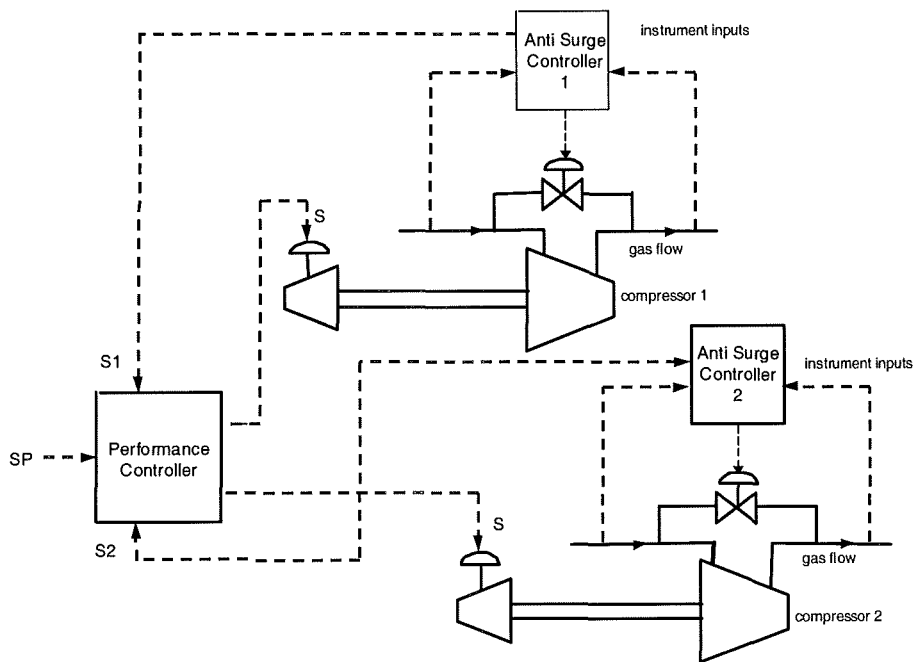 Anti Surge
Controller
1
instrument inputs
S
gas flow
compressor 1
S1
Anti Surge
Controller
2
instrument inputs
Performance
Controller
SP
S2
S
gas flow
compressor 2